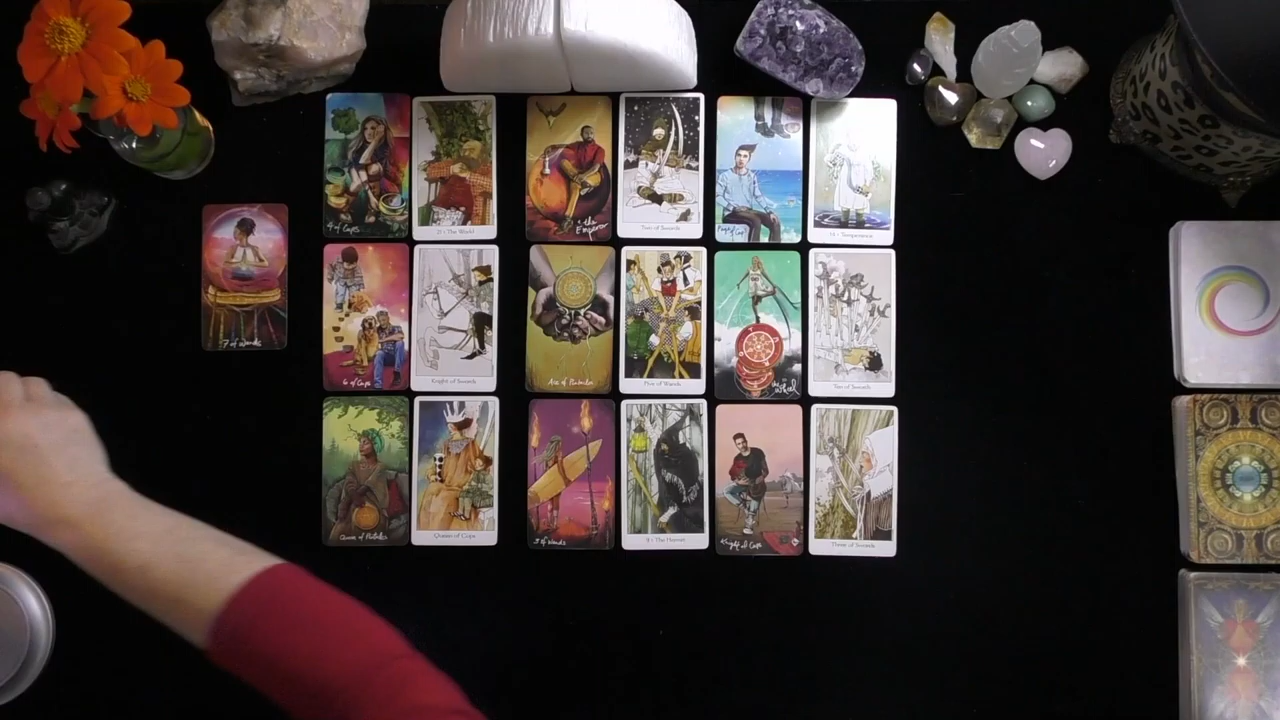 4 of Cups
21 • The World
the Emperor
Two of Swords
Page of Cups
14 • Temperance
7 of Wands
6 of Cups
Knight of Swords
Ace of Pentacles
Five of Wands
the Wheel
Ten of Swords
Queen of Pentacles
Queen of Cups
3 of Wands
9 • The Hermit
Knight of Cups
Three of Swords